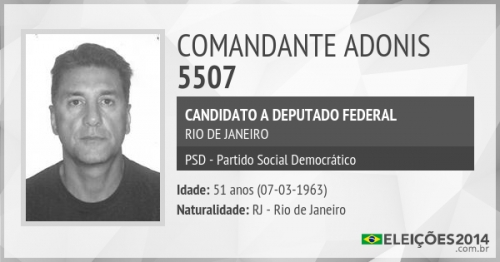 COMANDANTE ADONIS
5507
CANDIDATO A DEPUTADO FEDERAL
RIO DE JANEIRO
PSD - Partido Social Democrático
Idade: 51 anos (07-03-1963)
Naturalidade: RJ - Rio de Janeiro
ELEIÇÕES2014
.com.br